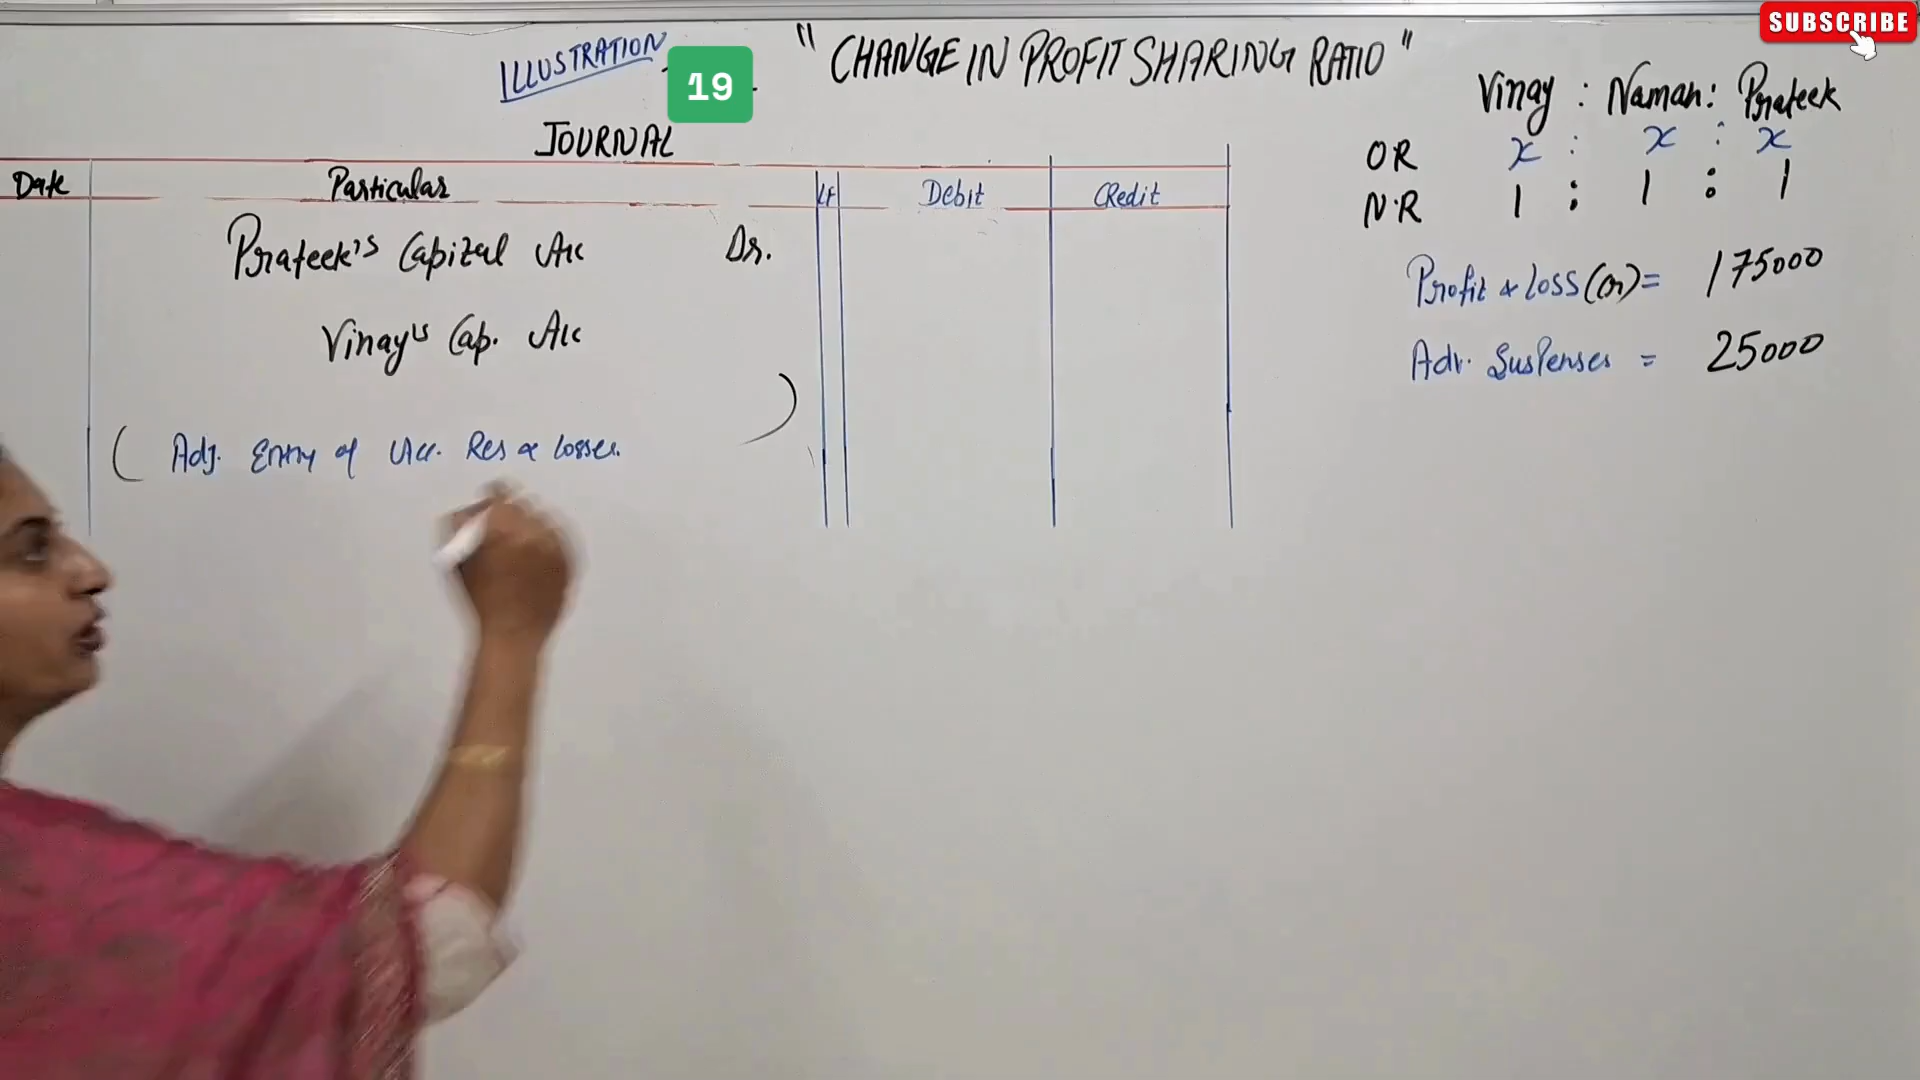 SUBSCRIBE
ILLUSTRATION 19
" CHANGE IN PROFIT SHARING RATIO "
JOURNAL
Date Particular LF Debit Credit
Prateek's Capital A/c Dr.
Vinay's Cap. A/c
( Adj. Entry of Acc. Res & Losses. )
Vinay : Naman : Prateek
OR x : x : x
N.R 1 : 1 : 1
Profit & Loss (Cr) = 175000
Adv. Suspenses = 25000